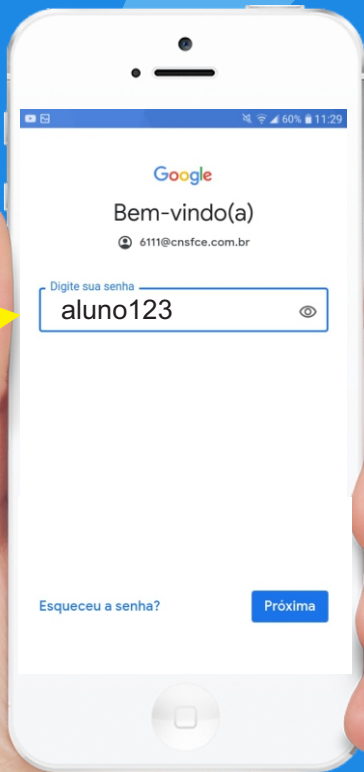 60% 11:29
Google
Bem-vindo(a)
6111@cnsfce.com.br
Digite sua senha
aluno123
Esqueceu a senha?
Próxima